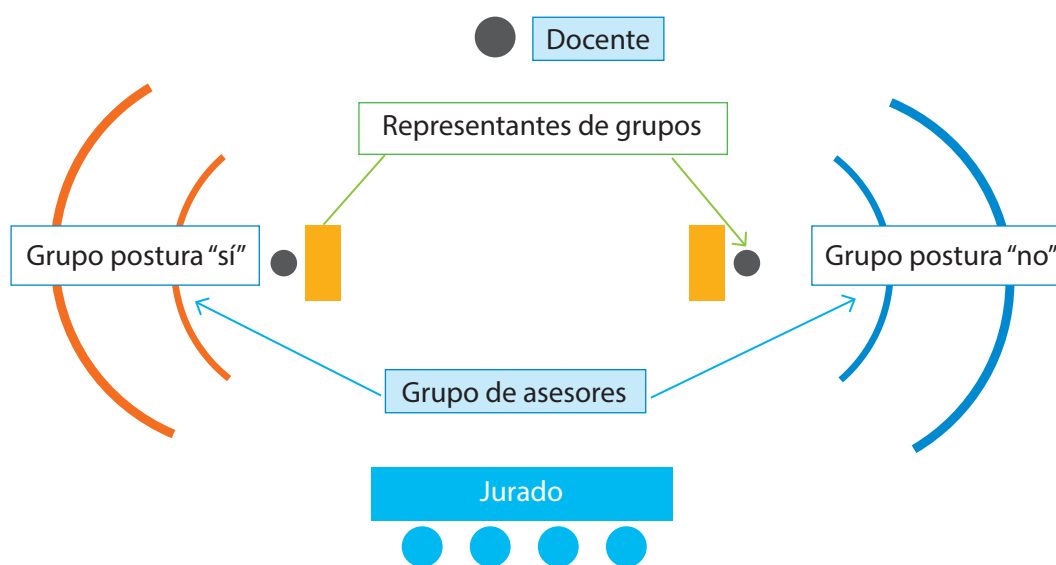 Docente
Representantes de grupos
Grupo postura “sí”
Grupo postura “no”
Grupo de asesores
Jurado